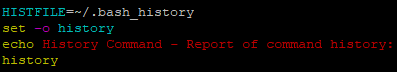 HISTFILE=~/.bash_history
set -o history
echo History Command - Report of command history:
history